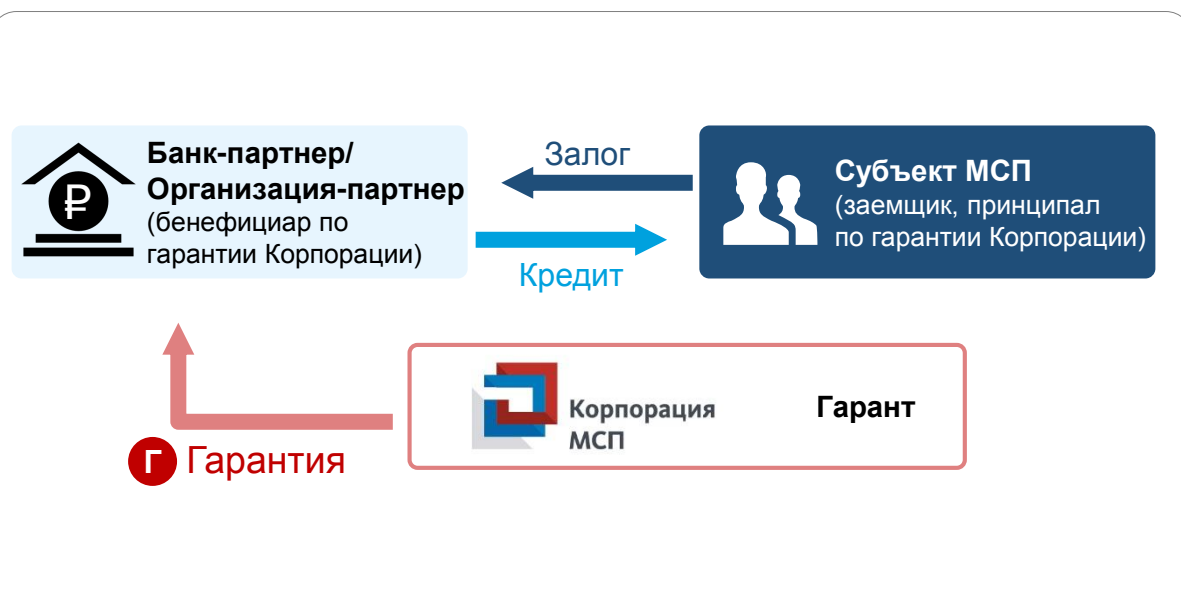 Банк-партнер/
Организация-партнер
(бенефициар по
гарантии Корпорации)
₽
Залог
Кредит
Субъект МСП
(заемщик, принципал
по гарантии Корпорации)
Корпорация
МСП
Гарант
Г Гарантия